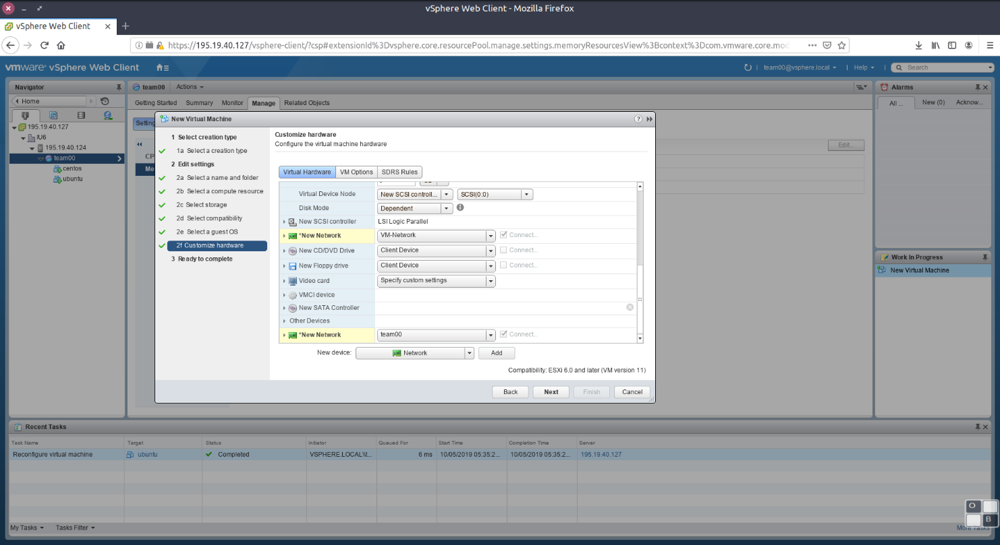 vSphere Web Client - Mozilla Firefox
vSphere Web Client
https://195.19.40.127/vsphere-client/?csp#extensionId%3Dvsphere.core.resourcePool.manage.settings.memoryResourcesView%3Bcontext%3Dcom.vmware.core.mod
vmware® vSphere Web Client
team00@vsphere.local
Help
Search
Navigator
Home
195.19.40.127
IU6
195.19.40.124
team00
centos
ubuntu
team00
Actions
Getting Started Summary Monitor Manage Related Objects
Setting
CP
Me
Edit...
New Virtual Machine
1 Select creation type
1a Select a creation type
2 Edit settings
2a Select a name and folder
2b Select a compute resource
2c Select storage
2d Select compatibility
2e Select a guest OS
2f Customize hardware
3 Ready to complete
Customize hardware
Configure the virtual machine hardware
Virtual Hardware VM Options SDRS Rules
Virtual Device Node New SCSI controll... SCSI(0:0)
Disk Mode Dependent
New SCSI controller LSI Logic Parallel
*New Network VM-Network Connect...
New CD/DVD Drive Client Device Connect...
New Floppy drive Client Device Connect...
Video card Specify custom settings
VMCI device
New SATA Controller
Other Devices
*New Network team00 Connect...
New device: Network Add
Compatibility: ESXi 6.0 and later (VM version 11)
Back Next Finish Cancel
Alarms
All ... New (0) Acknow...
Work In Progress
New Virtual Machine
Recent Tasks
Task Name Target Status Initiator Queued For Start Time Completion Time Server
Reconfigure virtual machine ubuntu Completed VSPHERE.LOCAL\\t... 6 ms 10/05/2019 05:35:2... 10/05/2019 05:35:2... 195.19.40.127
My Tasks Tasks Filter More Tasks
O
B